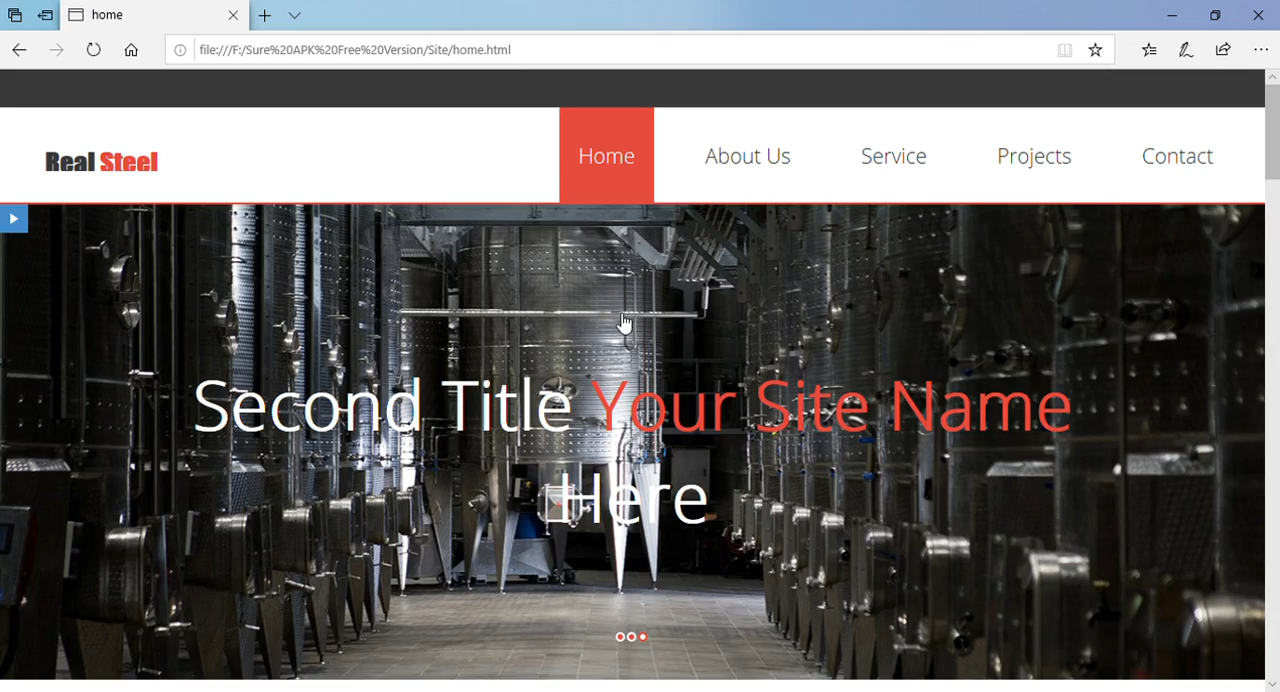 home
file:///F:/Sure%20APK%20Free%20Version/Site/home.html
Real Steel
Home About Us Service Projects Contact
Second Title Your Site Name
Here